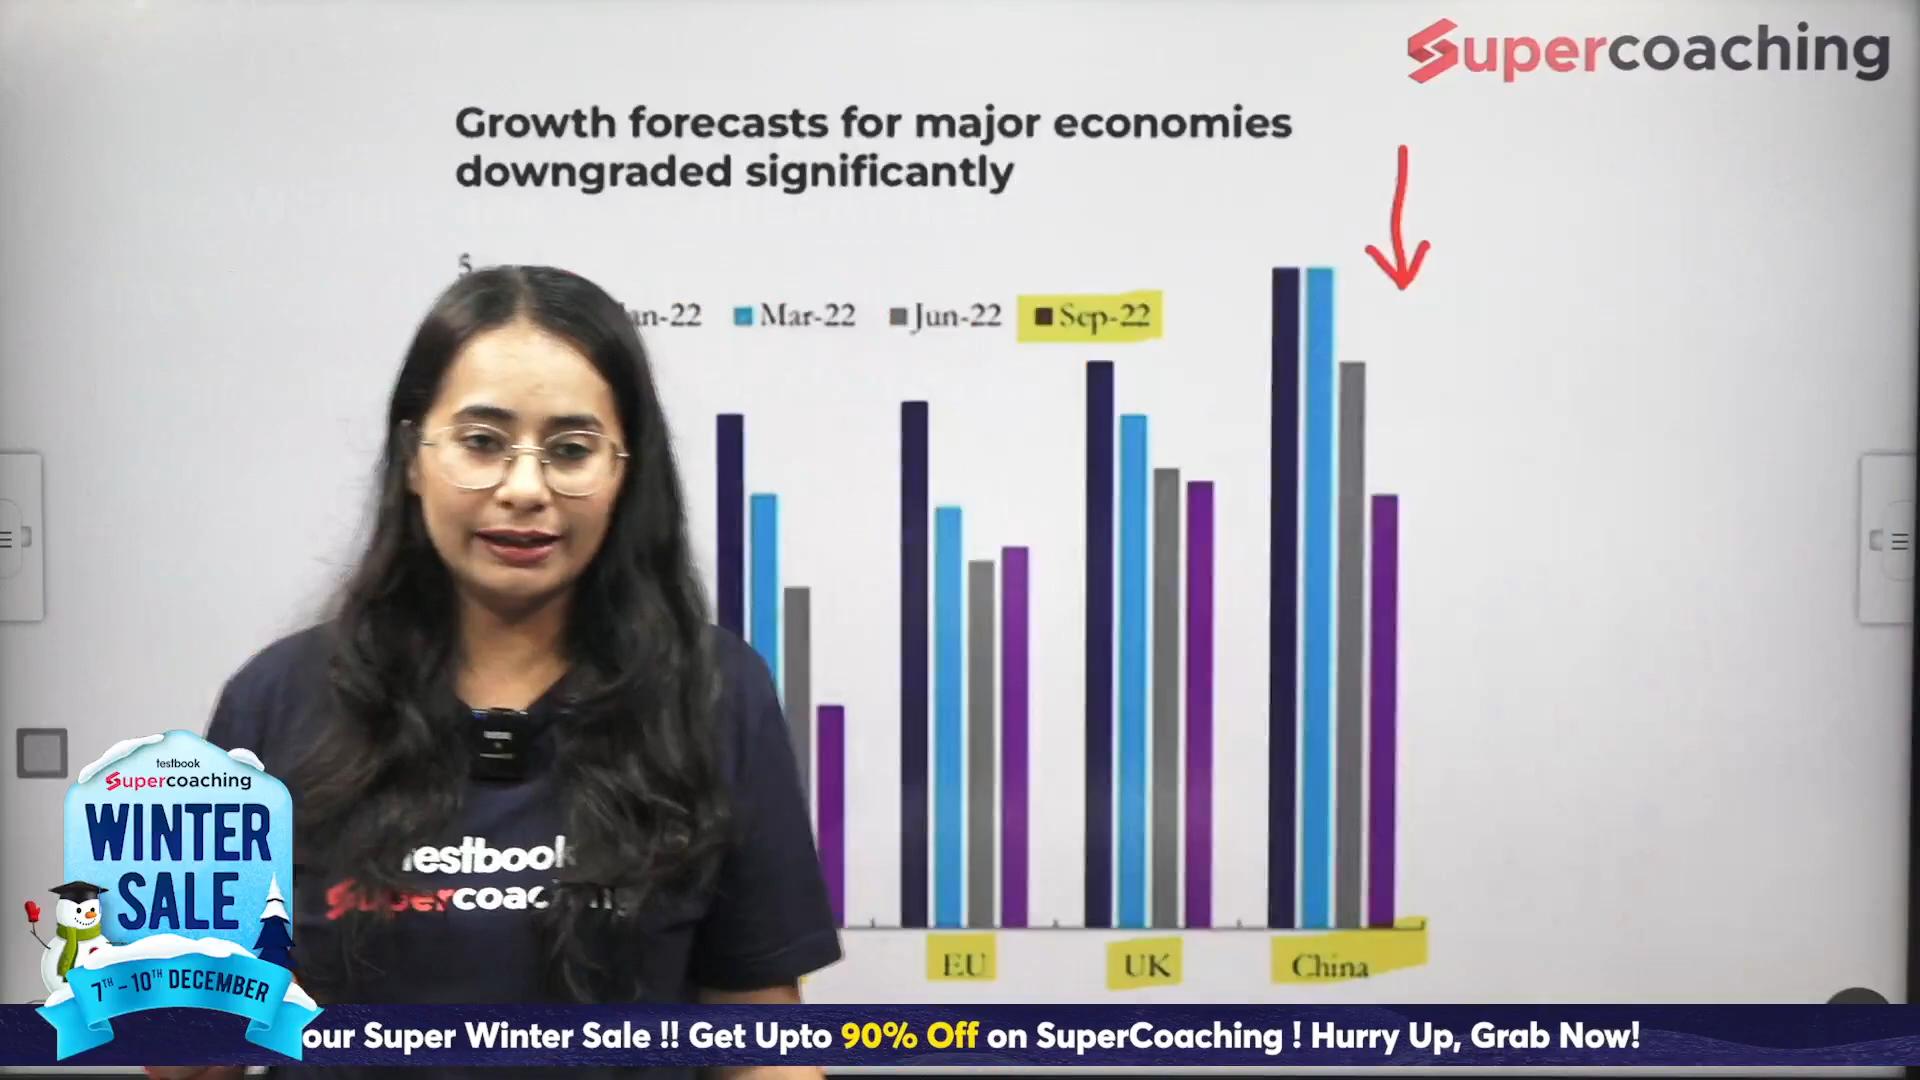 Supercoaching
Growth forecasts for major economies
downgraded significantly
5
Mar-22
Jun-22
Sep-22
EU
UK
China
testbook
Supercoaching
WINTER
SALE
7TH - 10TH DECEMBER
our Super Winter Sale !! Get Upto 90% Off on SuperCoaching ! Hurry Up, Grab Now!